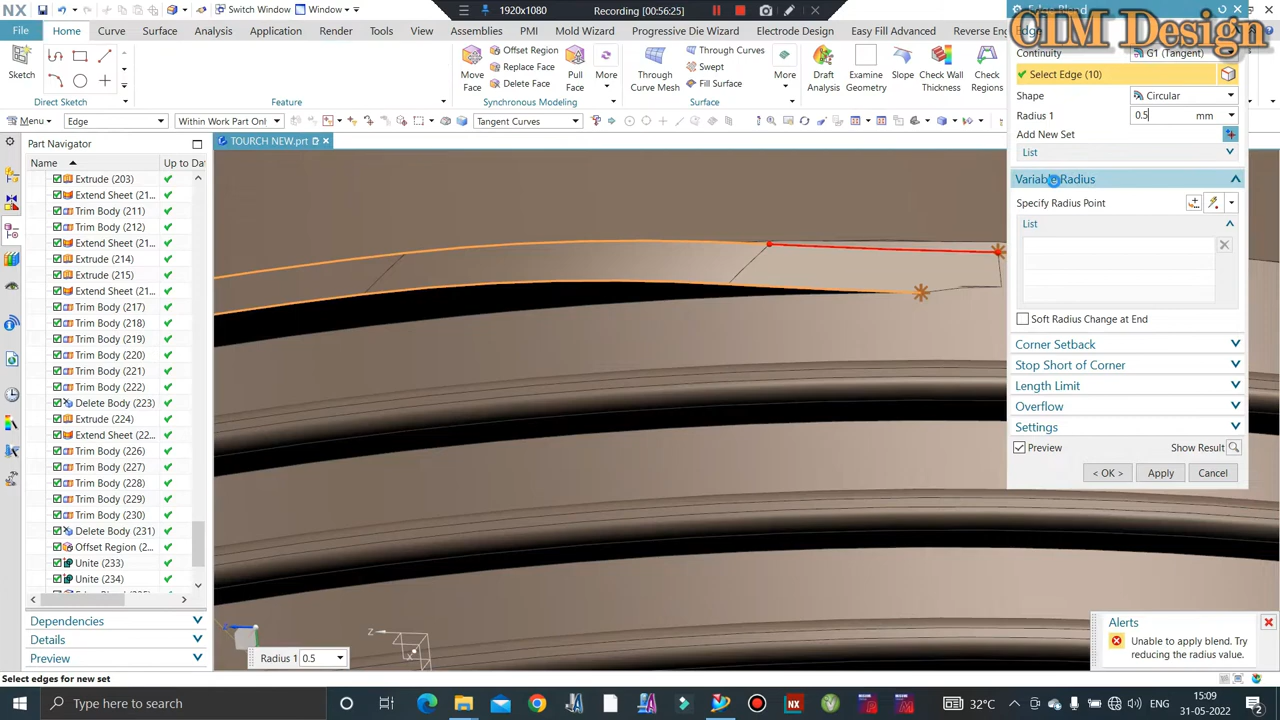 NX
Switch Window
Window
1920x1080
Recording [00:56:25]
Edge Blend
CIM Design
File
Home
Curve
Surface
Analysis
Application
Render
Tools
View
Assemblies
PMI
Mold Wizard
Progressive Die Wizard
Electrode Design
Easy Fill Advanced
Reverse Eng
Sketch
Direct Sketch
Feature
Move Face
Offset Region
Replace Face
Delete Face
Pull Face
More
Synchronous Modeling
Through Curve Mesh
Through Curves
Swept
Fill Surface
More
Surface
Draft Analysis
Examine Geometry
Slope
Check Wall Thickness
Check Regions
Menu
Edge
Within Work Part Only
Tangent Curves
Part Navigator
TOURCH NEW.prt
Name
Up to Dat
Extrude (203)
Extend Sheet (21...
Trim Body (211)
Trim Body (212)
Extend Sheet (21...
Extrude (214)
Extrude (215)
Extend Sheet (21...
Trim Body (217)
Trim Body (218)
Trim Body (219)
Trim Body (220)
Trim Body (221)
Trim Body (222)
Delete Body (223)
Extrude (224)
Extend Sheet (22...
Trim Body (226)
Trim Body (227)
Trim Body (228)
Trim Body (229)
Trim Body (230)
Delete Body (231)
Offset Region (2...
Unite (233)
Unite (234)
Dependencies
Details
Preview
Edge
Continuity
G1 (Tangent)
Select Edge (10)
Shape
Circular
Radius 1
0.5
mm
Add New Set
List
Variable Radius
Specify Radius Point
List
Soft Radius Change at End
Corner Setback
Stop Short of Corner
Length Limit
Overflow
Settings
Preview
Show Result
< OK >
Apply
Cancel
Z
X
Radius 1
0.5
Alerts
Unable to apply blend. Try
reducing the radius value.
Select edges for new set
Type here to search
32°C
ENG
15:09
31-05-2022
2